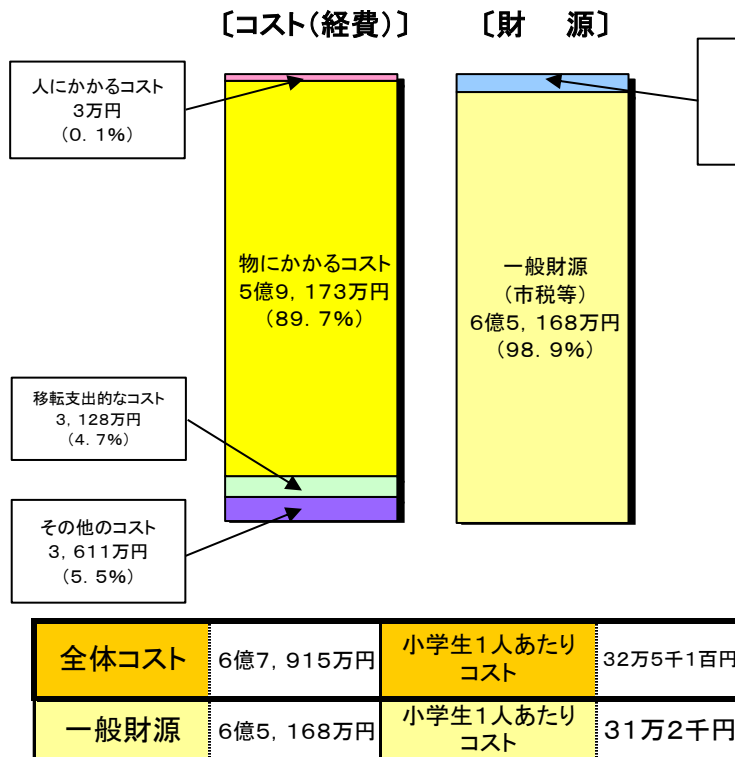 〔コスト（経費）〕
〔財　源〕
人にかかるコスト
3万円
（0．1％）
物にかかるコスト
5億9，173万円
（89．7％）
一般財源
（市税等）
6億5，168万円
（98．9％）
移転支出的なコスト
3，128万円
（4．7％）
その他のコスト
3，611万円
（5．5％）
全体コスト
6億7，915万円
小学生1人あたり
コスト
32万5千1百円
一般財源
6億5，168万円
小学生1人あたり
コスト
31万2千円